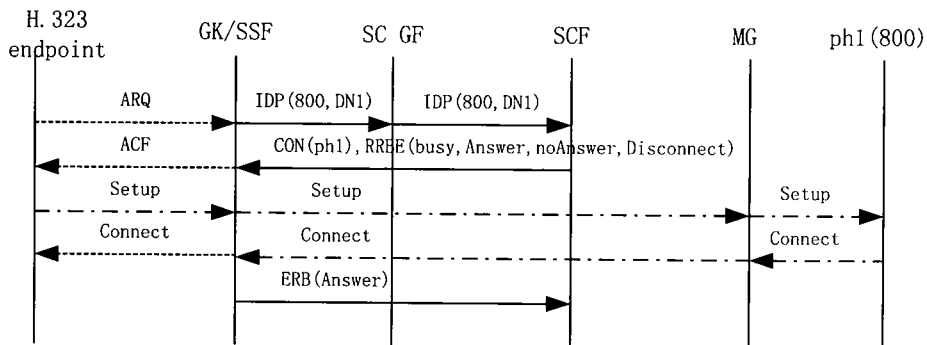 H.323
endpoint
GK/SSF
SC GF
SCF
MG
ph1(800)
ARQ
IDP(800,DN1)
IDP(800,DN1)
ACF
CON(ph1),RRBE(busy,Answer,noAnswer,Disconnect)
Setup
Setup
Setup
Connect
Connect
Connect
ERB(Answer)